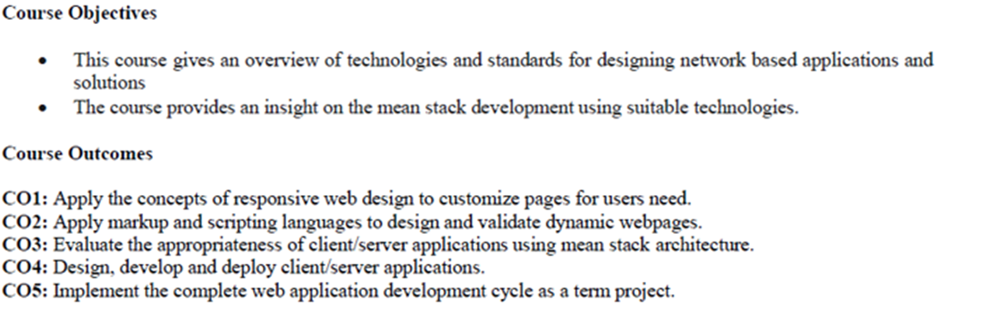 Course Objectives
• This course gives an overview of technologies and standards for designing network based applications and
solutions
• The course provides an insight on the mean stack development using suitable technologies.
Course Outcomes
CO1: Apply the concepts of responsive web design to customize pages for users need.
CO2: Apply markup and scripting languages to design and validate dynamic webpages.
CO3: Evaluate the appropriateness of client/server applications using mean stack architecture.
CO4: Design, develop and deploy client/server applications.
CO5: Implement the complete web application development cycle as a term project.